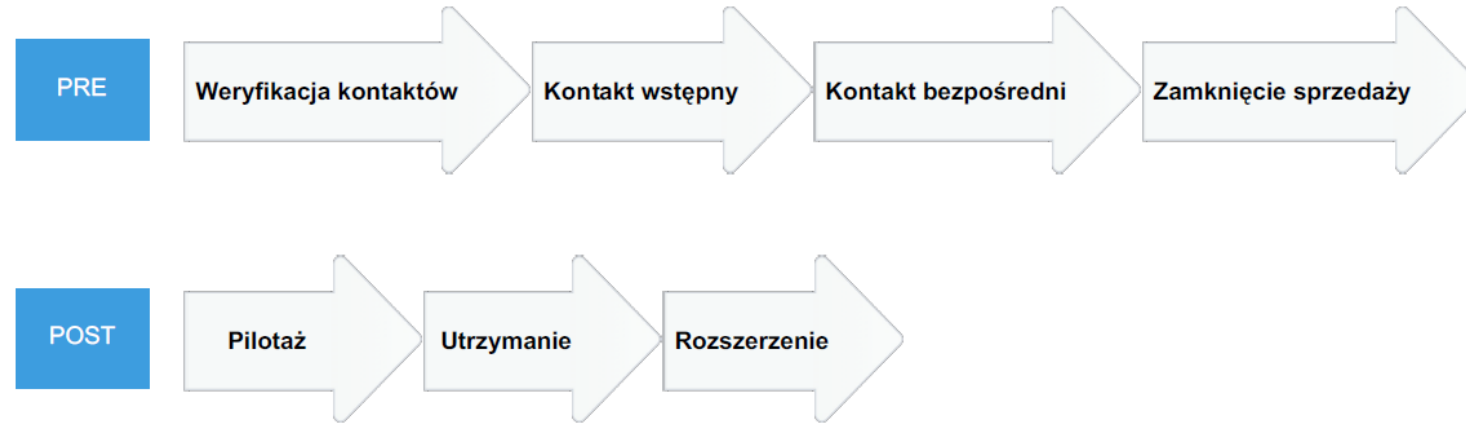 PRE
Weryfikacja kontaktów
Kontakt wstępny
Kontakt bezpośredni
Zamknięcie sprzedaży
POST
Pilotaż
Utrzymanie
Rozszerzenie